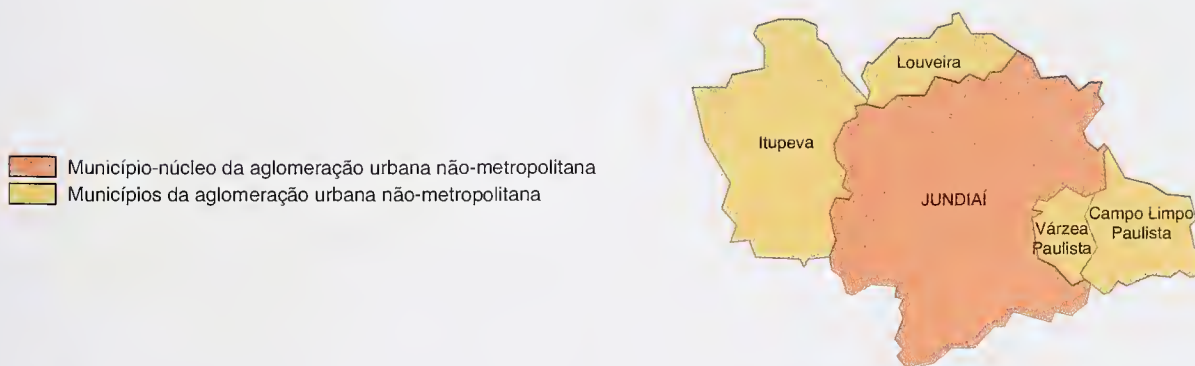 Município-núcleo da aglomeração urbana não-metropolitana
Municípios da aglomeração urbana não-metropolitana
Louveira
Itupeva
JUNDIAÍ
Várzea
Paulista
Campo Limpo
Paulista